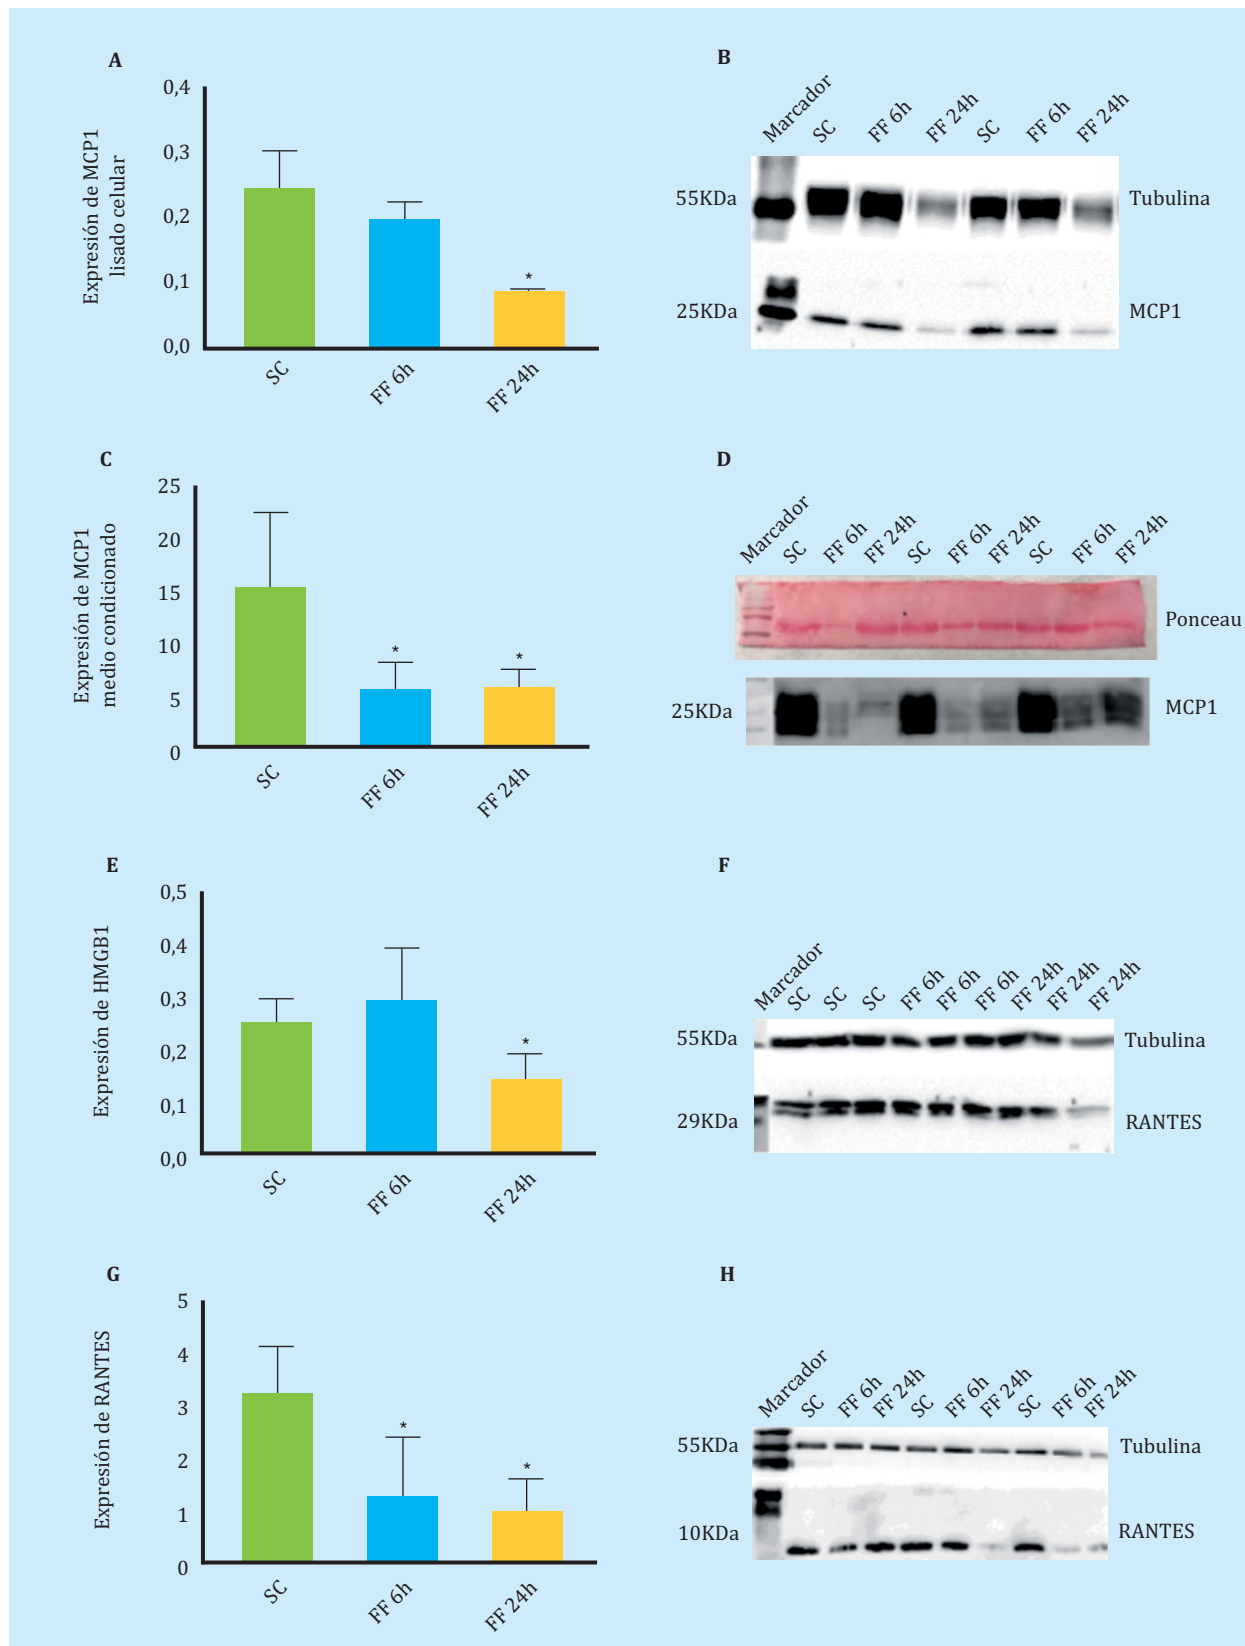 A
Expresión de MCP1
lisado celular
0,4
0,3
0,2
0,1
0,0
*
SC
FF 6h
FF 24h
B
Marcador
SC
FF 6h
FF 24h
SC
FF 6h
FF 24h
55KDa
Tubulina
25KDa
MCP1
C
Expresión de MCP1
medio condicionado
25
20
15
10
5
0
*
*
SC
FF 6h
FF 24h
D
Marcador
SC
FF 6h
FF 24h
SC
FF 6h
FF 24h
SC
FF 6h
FF 24h
Ponceau
25KDa
MCP1
E
Expresión de HMGB1
0,5
0,4
0,3
0,2
0,1
0,0
*
SC
FF 6h
FF 24h
F
Marcador
SC
SC
SC
FF 6h
FF 6h
FF 6h
FF 24h
FF 24h
FF 24h
55KDa
Tubulina
29KDa
RANTES
G
Expresión de RANTES
5
4
3
2
1
0
*
*
SC
FF 6h
FF 24h
H
Marcador
SC
FF 6h
FF 24h
SC
FF 6h
FF 24h
SC
FF 6h
FF 24h
55KDa
Tubulina
10KDa
RANTES